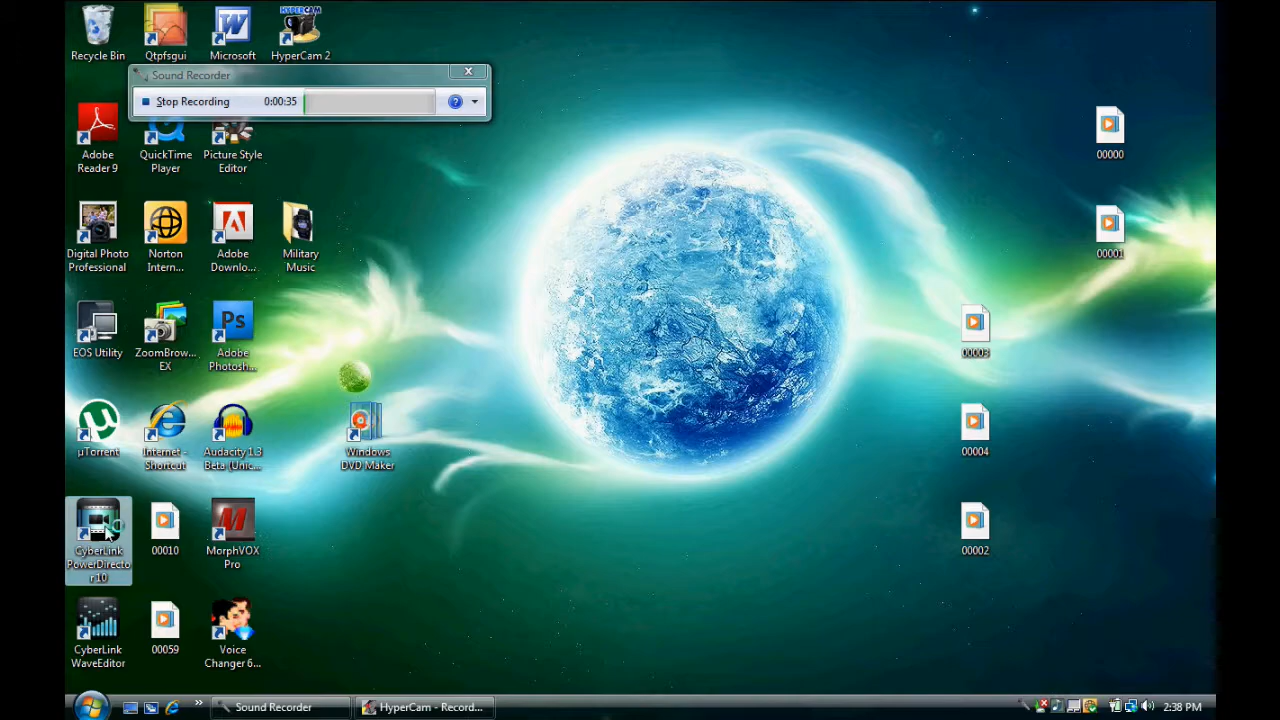 Recycle Bin
Qtpfsgui
Microsoft
HYPERCAM
HyperCam 2
Sound Recorder
Stop Recording
0:00:35
Adobe
Reader 9
QuickTime
Player
Picture Style
Editor
Digital Photo
Professional
Norton
Intern...
Adobe
Downlo...
Military
Music
EOS Utility
ZoomBrow...
EX
Ps
Adobe
Photosh...
µTorrent
Internet -
Shortcut
Audacity 1.3
Beta (Unic...
Windows
DVD Maker
CyberLink
PowerDirecto
r 10
00010
MorphVOX
Pro
CyberLink
WaveEditor
00059
Voice
Changer 6...
00000
00001
00003
00004
00002
Sound Recorder
HyperCam - Record...
2:38 PM